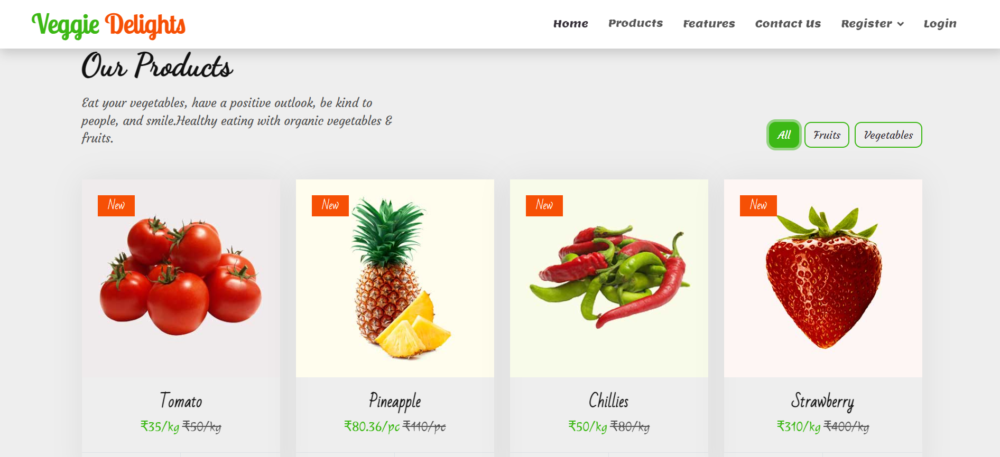 Veggie Delights
Home Products Features Contact Us Register Login
Our Products
Eat your vegetables, have a positive outlook, be kind to
people, and smile.Healthy eating with organic vegetables &
fruits.
All Fruits Vegetables
New New New New
Tomato Pineapple Chillies Strawberry
₹35/kg ₹50/kg ₹80.36/pc ₹110/pc ₹50/kg ₹80/kg ₹310/kg ₹400/kg